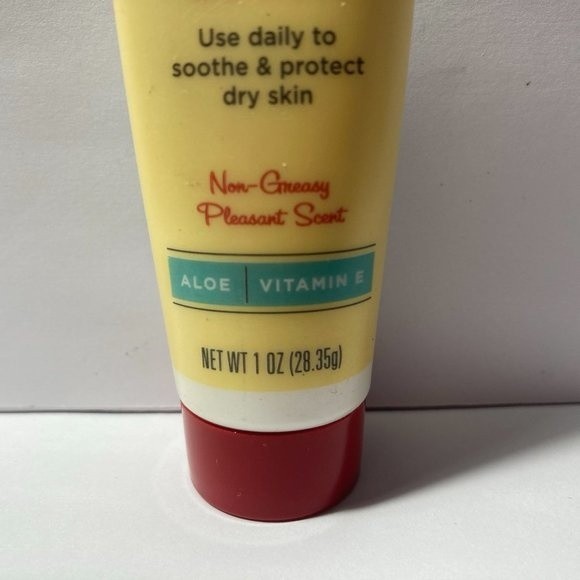 Use daily to
soothe & protect
dry skin
Non-Greasy
Pleasant Scent
ALOE | VITAMIN E
NET WT 1 OZ (28.35g)